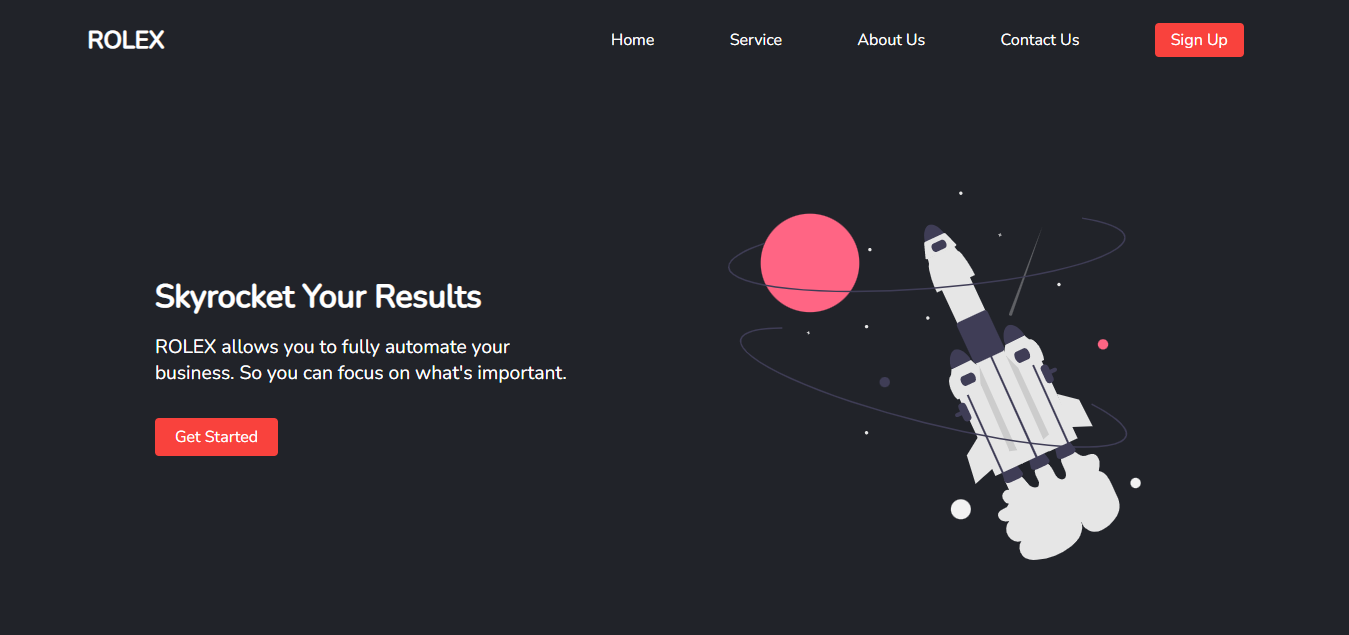 ROLEX
Home
Service
About Us
Contact Us
Sign Up
Skyrocket Your Results
ROLEX allows you to fully automate your
business. So you can focus on what's important.
Get Started